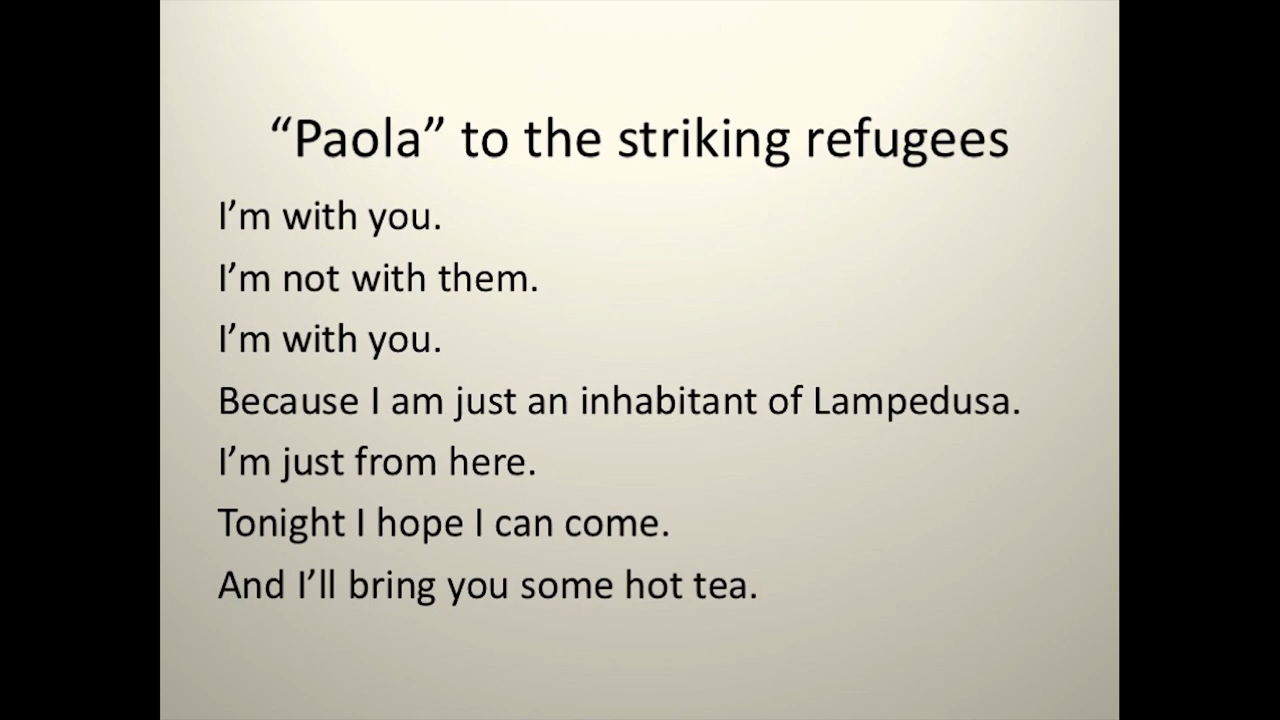 “Paola” to the striking refugees
I’m with you.
I’m not with them.
I’m with you.
Because I am just an inhabitant of Lampedusa.
I’m just from here.
Tonight I hope I can come.
And I’ll bring you some hot tea.